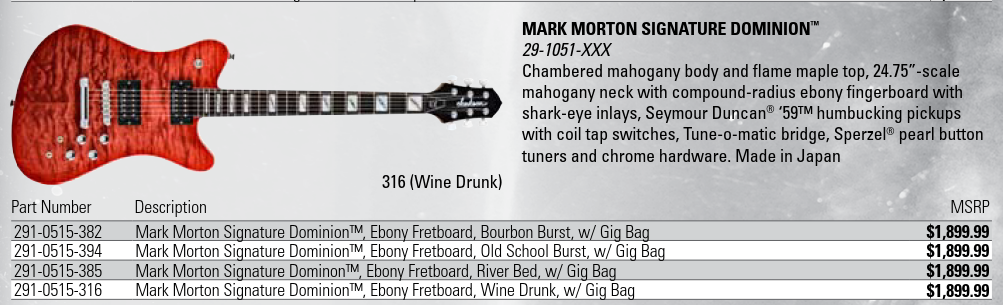 MARK MORTON SIGNATURE DOMINION™
29-1051-XXX
Chambered mahogany body and flame maple top, 24.75”-scale
mahogany neck with compound-radius ebony fingerboard with
shark-eye inlays, Seymour Duncan® ‘59™ humbucking pickups
with coil tap switches, Tune-o-matic bridge, Sperzel® pearl button
tuners and chrome hardware. Made in Japan
Jackson
316 (Wine Drunk)
Part Number Description MSRP
291-0515-382 Mark Morton Signature Dominion™, Ebony Fretboard, Bourbon Burst, w/ Gig Bag $1,899.99
291-0515-394 Mark Morton Signature Dominion™, Ebony Fretboard, Old School Burst, w/ Gig Bag $1,899.99
291-0515-385 Mark Morton Signature Dominon™, Ebony Fretboard, River Bed, w/ Gig Bag $1,899.99
291-0515-316 Mark Morton Signature Dominion™, Ebony Fretboard, Wine Drunk, w/ Gig Bag $1,899.99